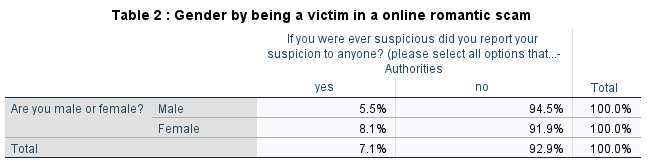 Table 2 : Gender by being a victim in a online romantic scam
If you were ever suspicious did you report your
suspicion to anyone? (please select all options that...-
Authorities
yes no Total
Are you male or female? Male 5.5% 94.5% 100.0%
Female 8.1% 91.9% 100.0%
Total 7.1% 92.9% 100.0%